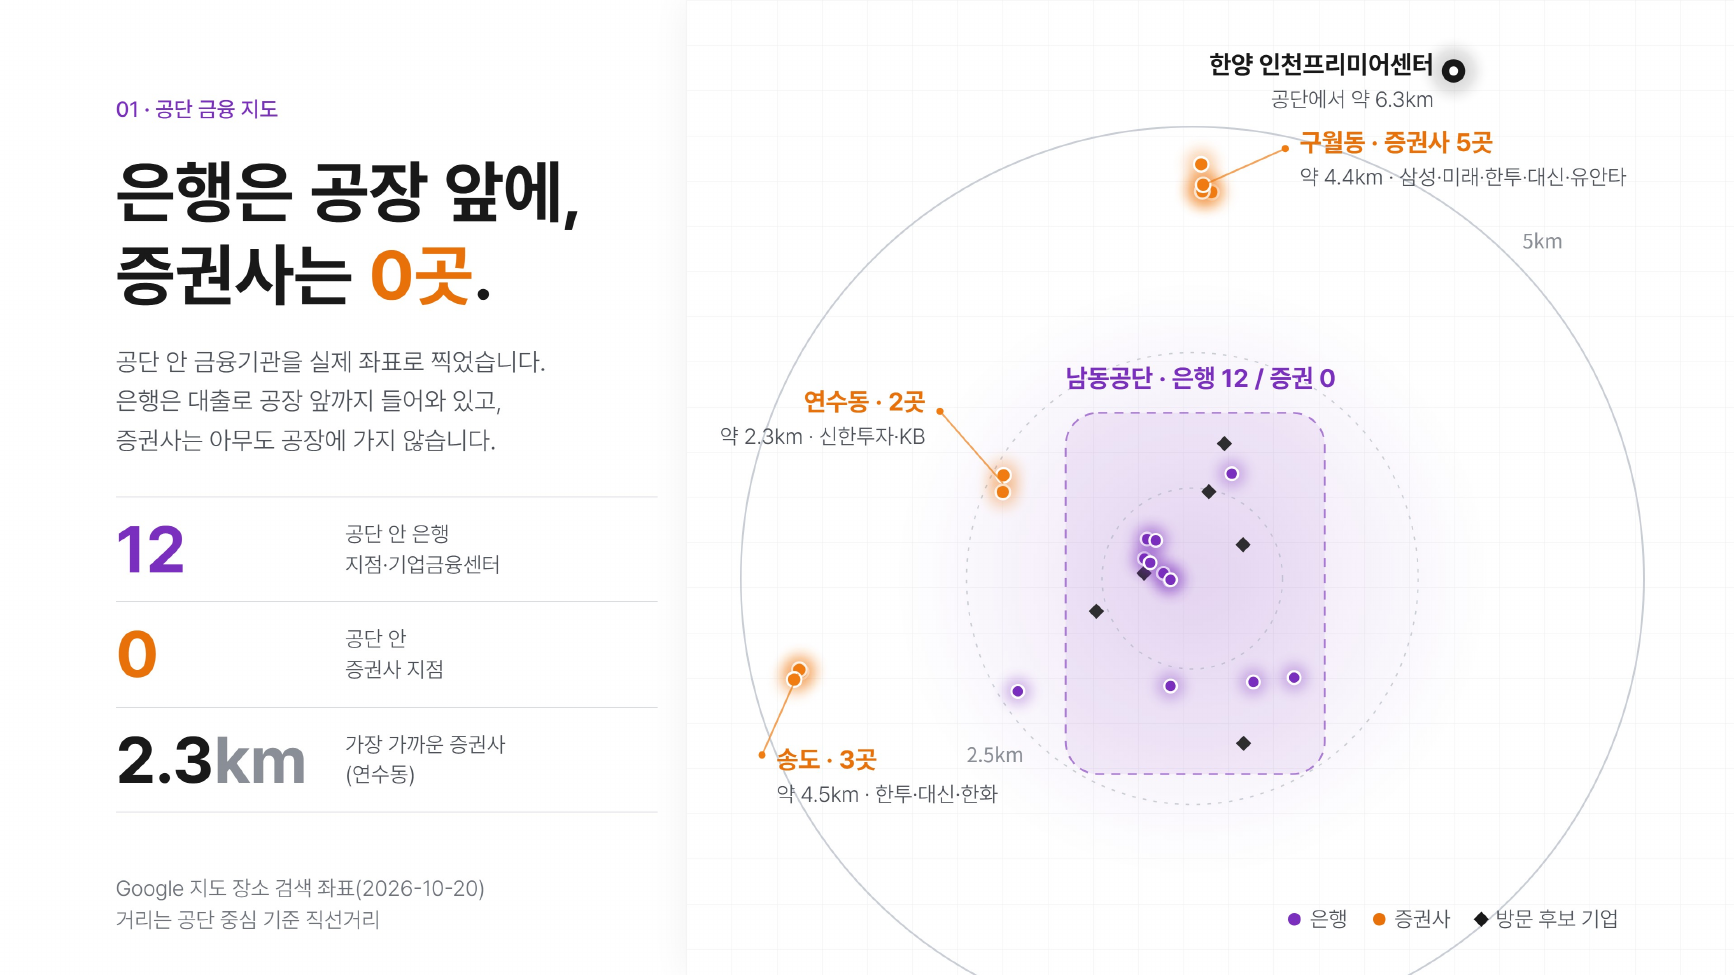 01 · 공단 금융 지도
은행은 공장 앞에,
증권사는 0곳.
공단 안 금융기관을 실제 좌표로 찍었습니다.
은행은 대출로 공장 앞까지 들어와 있고,
증권사는 아무도 공장에 가지 않습니다.
12
공단 안 은행
지점·기업금융센터
0
공단 안
증권사 지점
2.3km
가장 가까운 증권사
(연수동)
Google 지도 장소 검색 좌표(2026-10-20)
거리는 공단 중심 기준 직선거리
한양 인천프리미어센터
공단에서 약 6.3km
구월동 · 증권사 5곳
약 4.4km · 삼성·미래·한투·대신·유안타
5km
남동공단 · 은행 12 / 증권 0
연수동 · 2곳
약 2.3km · 신한투자·KB
송도 · 3곳
약 4.5km · 한투·대신·한화
2.5km
은행 증권사 방문 후보 기업